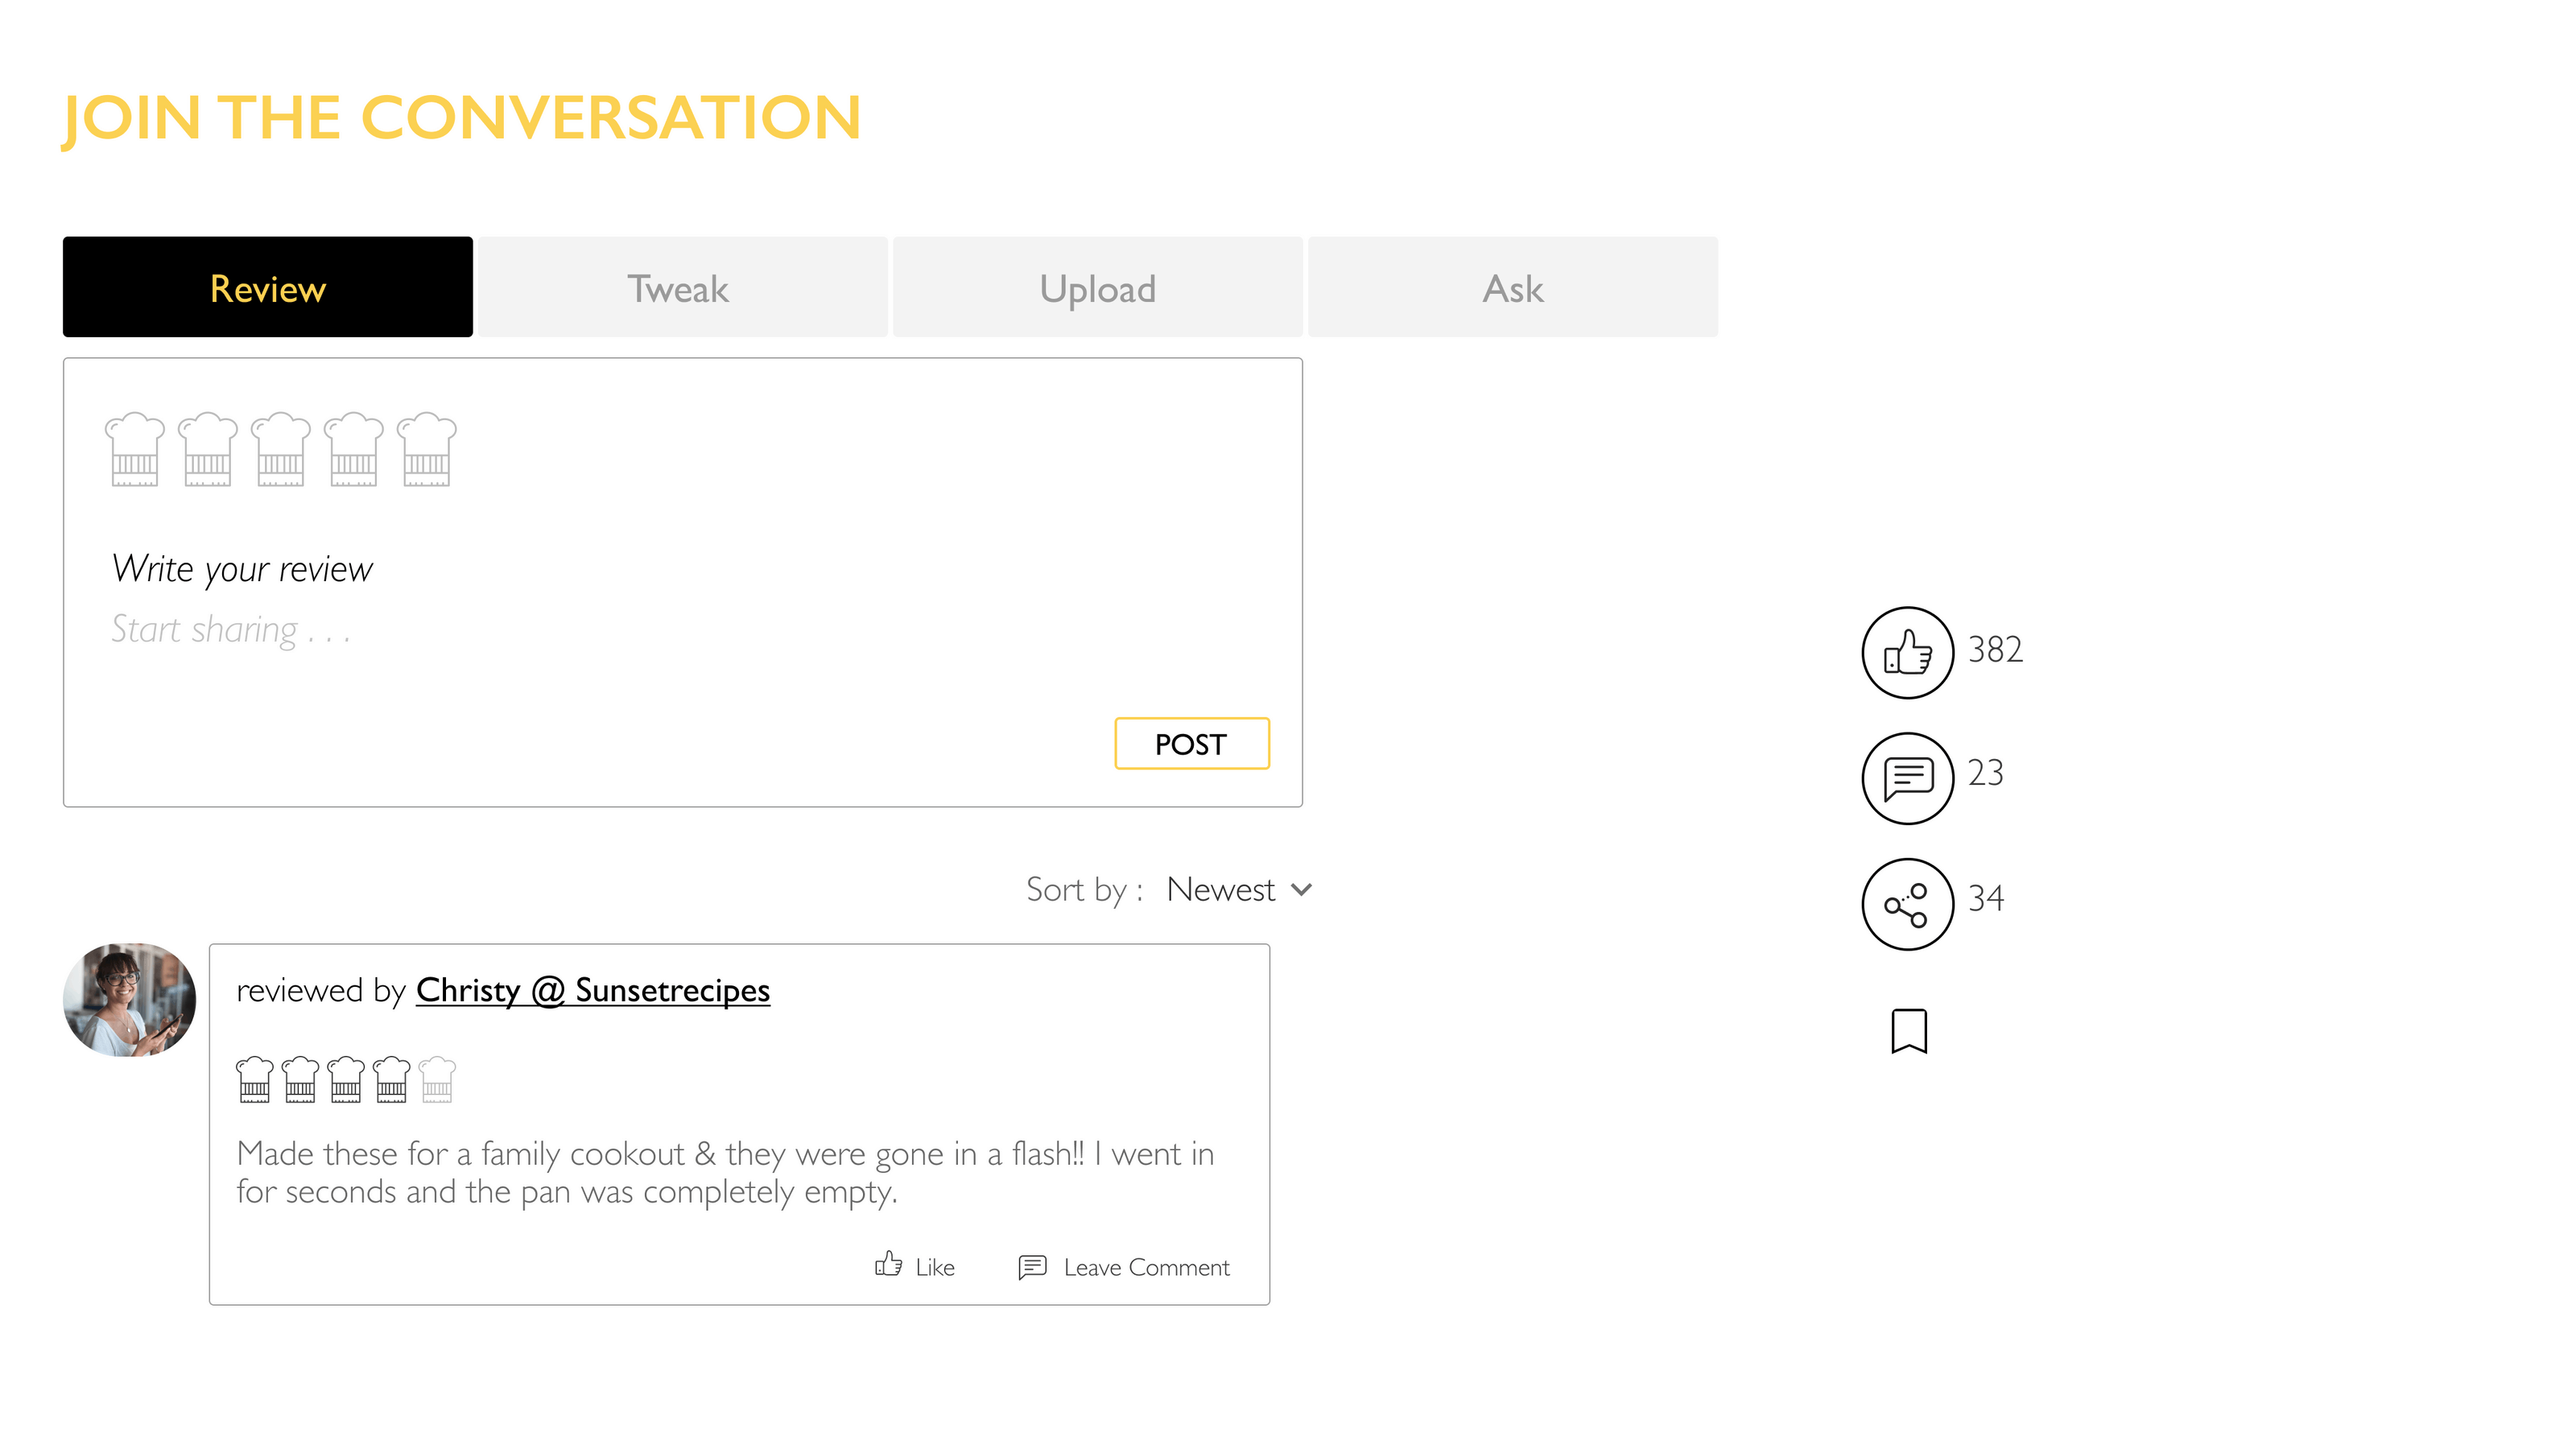 JOIN THE CONVERSATION
Review
Tweak
Upload
Ask
Write your review
Start sharing . . .
POST
382
23
34
Sort by : Newest
reviewed by Christy @ Sunsetrecipes
Made these for a family cookout & they were gone in a flash!! I went in
for seconds and the pan was completely empty.
Like
Leave Comment